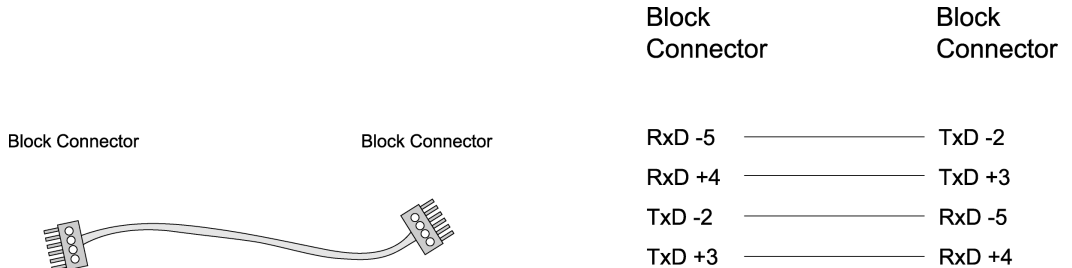 Block Connector
Block Connector
Block Connector
Block Connector
RxD -5 TxD -2
RxD +4 TxD +3
TxD -2 RxD -5
TxD +3 RxD +4